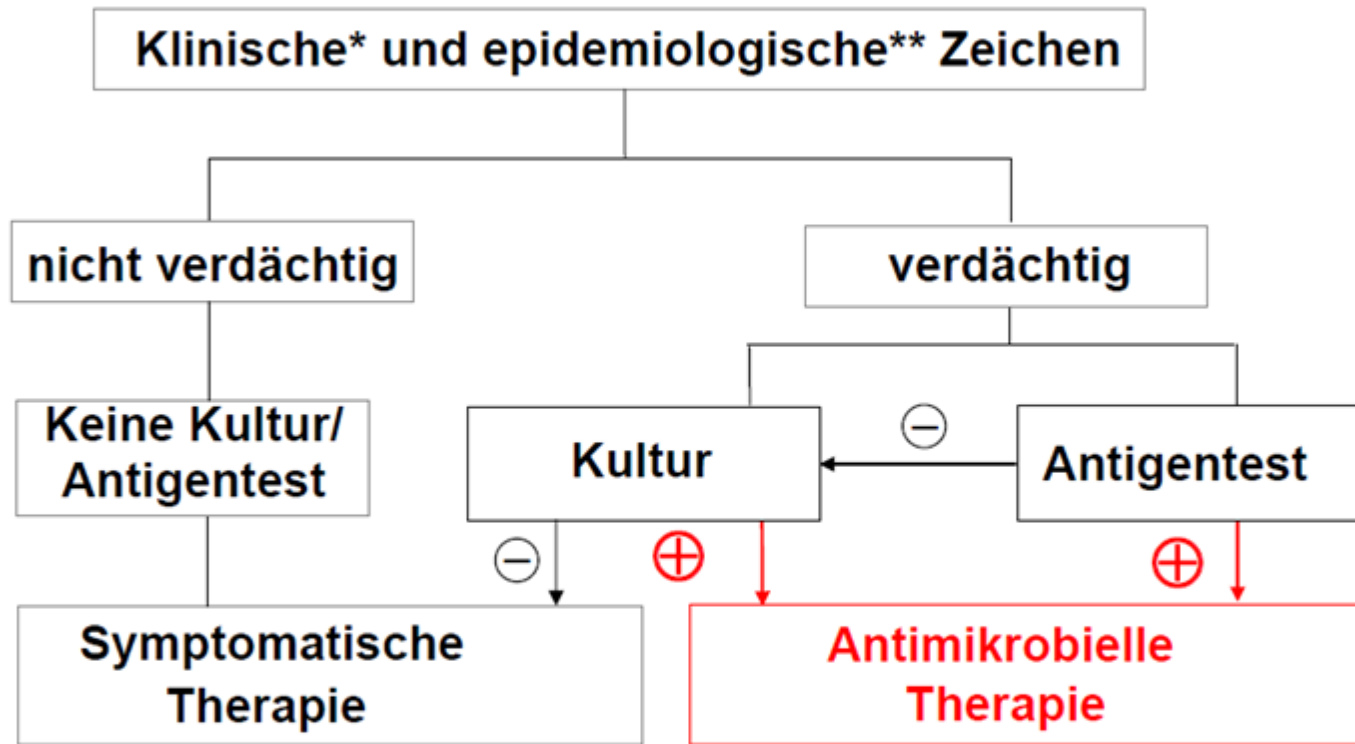 Klinische* und epidemiologische** Zeichen
nicht verdächtig
verdächtig
Keine Kultur/
Antigentest
Kultur
−
Antigentest
−
+
+
Symptomatische
Therapie
Antimikrobielle
Therapie